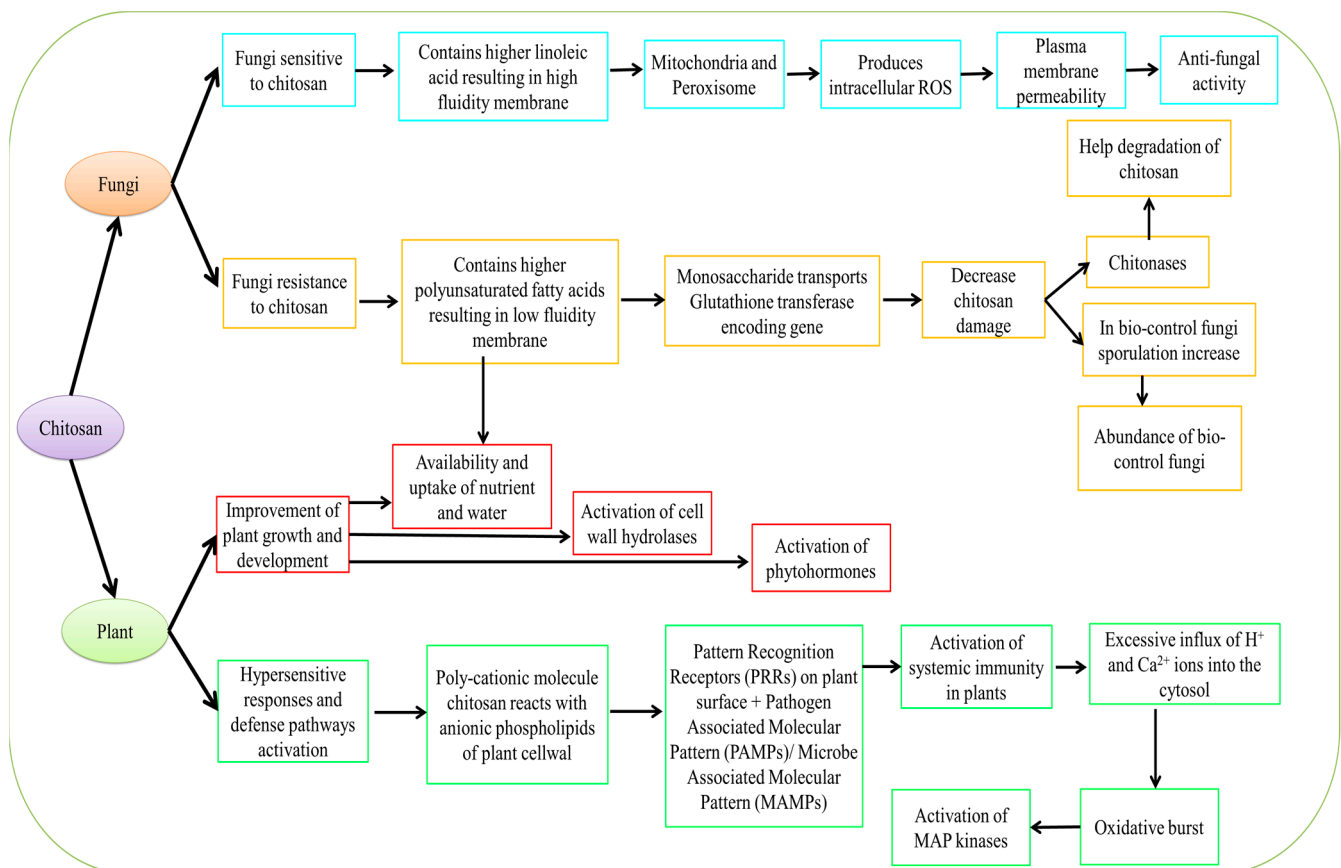 Fungi sensitive
to chitosan
Contains higher linoleic
acid resulting in high
fluidity membrane
Mitochondria and
Peroxisome
Produces
intracellular ROS
Plasma
membrane
permeability
Anti-fungal
activity
Help degradation of
chitosan
Fungi
Fungi resistance
to chitosan
Contains higher
polyunsaturated fatty acids
resulting in low fluidity
membrane
Monosaccharide transports
Glutathione transferase
encoding gene
Decrease
chitosan
damage
Chitonases
In bio-control fungi
sporulation increase
Abundance of bio-
control fungi
Chitosan
Availability and
uptake of nutrient
and water
Improvement of
plant growth and
development
Activation of cell
wall hydrolases
Activation of
phytohormones
Plant
Hypersensitive
responses and
defense pathways
activation
Poly-cationic molecule
chitosan reacts with
anionic phospholipids
of plant cellwal
Pattern Recognition
Receptors (PRRs) on plant
surface + Pathogen
Associated Molecular
Pattern (PAMPs)/ Microbe
Associated Molecular
Pattern (MAMPs)
Activation of
systemic immunity
in plants
Excessive influx of H⁺
and Ca²⁺ ions into the
cytosol
Oxidative burst
Activation of
MAP kinases